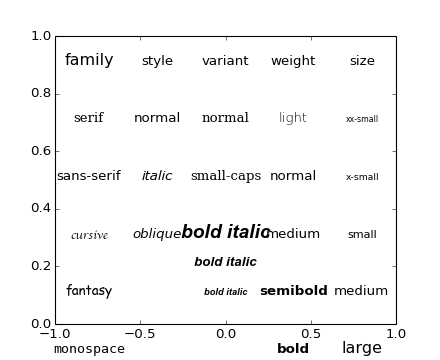 1.0
family style variant weight size
0.8
serif normal normal light xx-small
0.6
sans-serif italic small-caps normal x-small
0.4
cursive oblique bold italic medium small
0.2
bold italic
fantasy bold italic semibold medium
0.0
−1.0 −0.5 0.0 0.5 1.0
monospace bold large